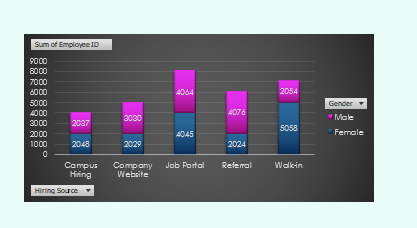 Sum of Employee ID
9000
8000
7000
6000
5000
4000
3000
2000
1000
0
2037
3030
4064
4076
2054
2048
2029
4045
2024
5058
Campus Hiring
Company Website
Job Portal
Referral
Walk-in
Gender
Male
Female
Hiring Source